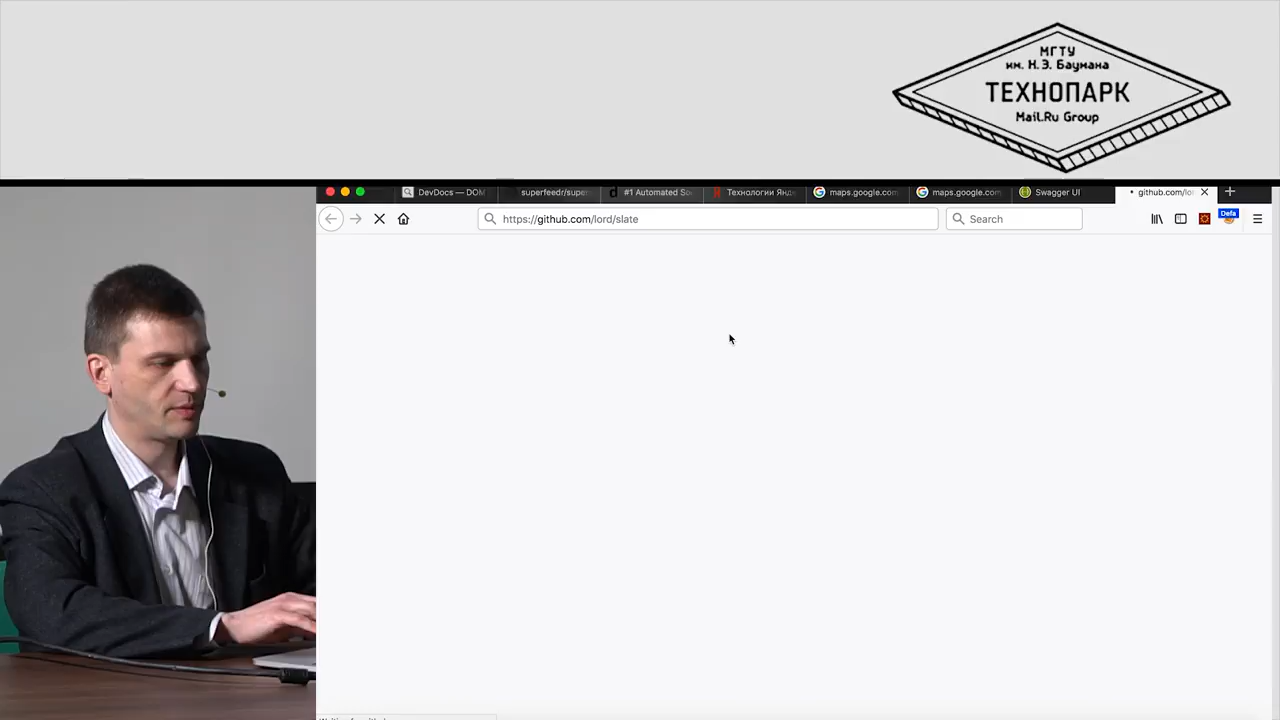 МГТУ
им. Н.Э. Баумана
ТЕХНОПАРК
Mail.Ru Group
DevDocs — DOM
superfeedr/super
#1 Automated So
Технологии Янд
maps.google.com
maps.google.com
Swagger UI
github.com/lo
https://github.com/lord/slate
Search
Defa